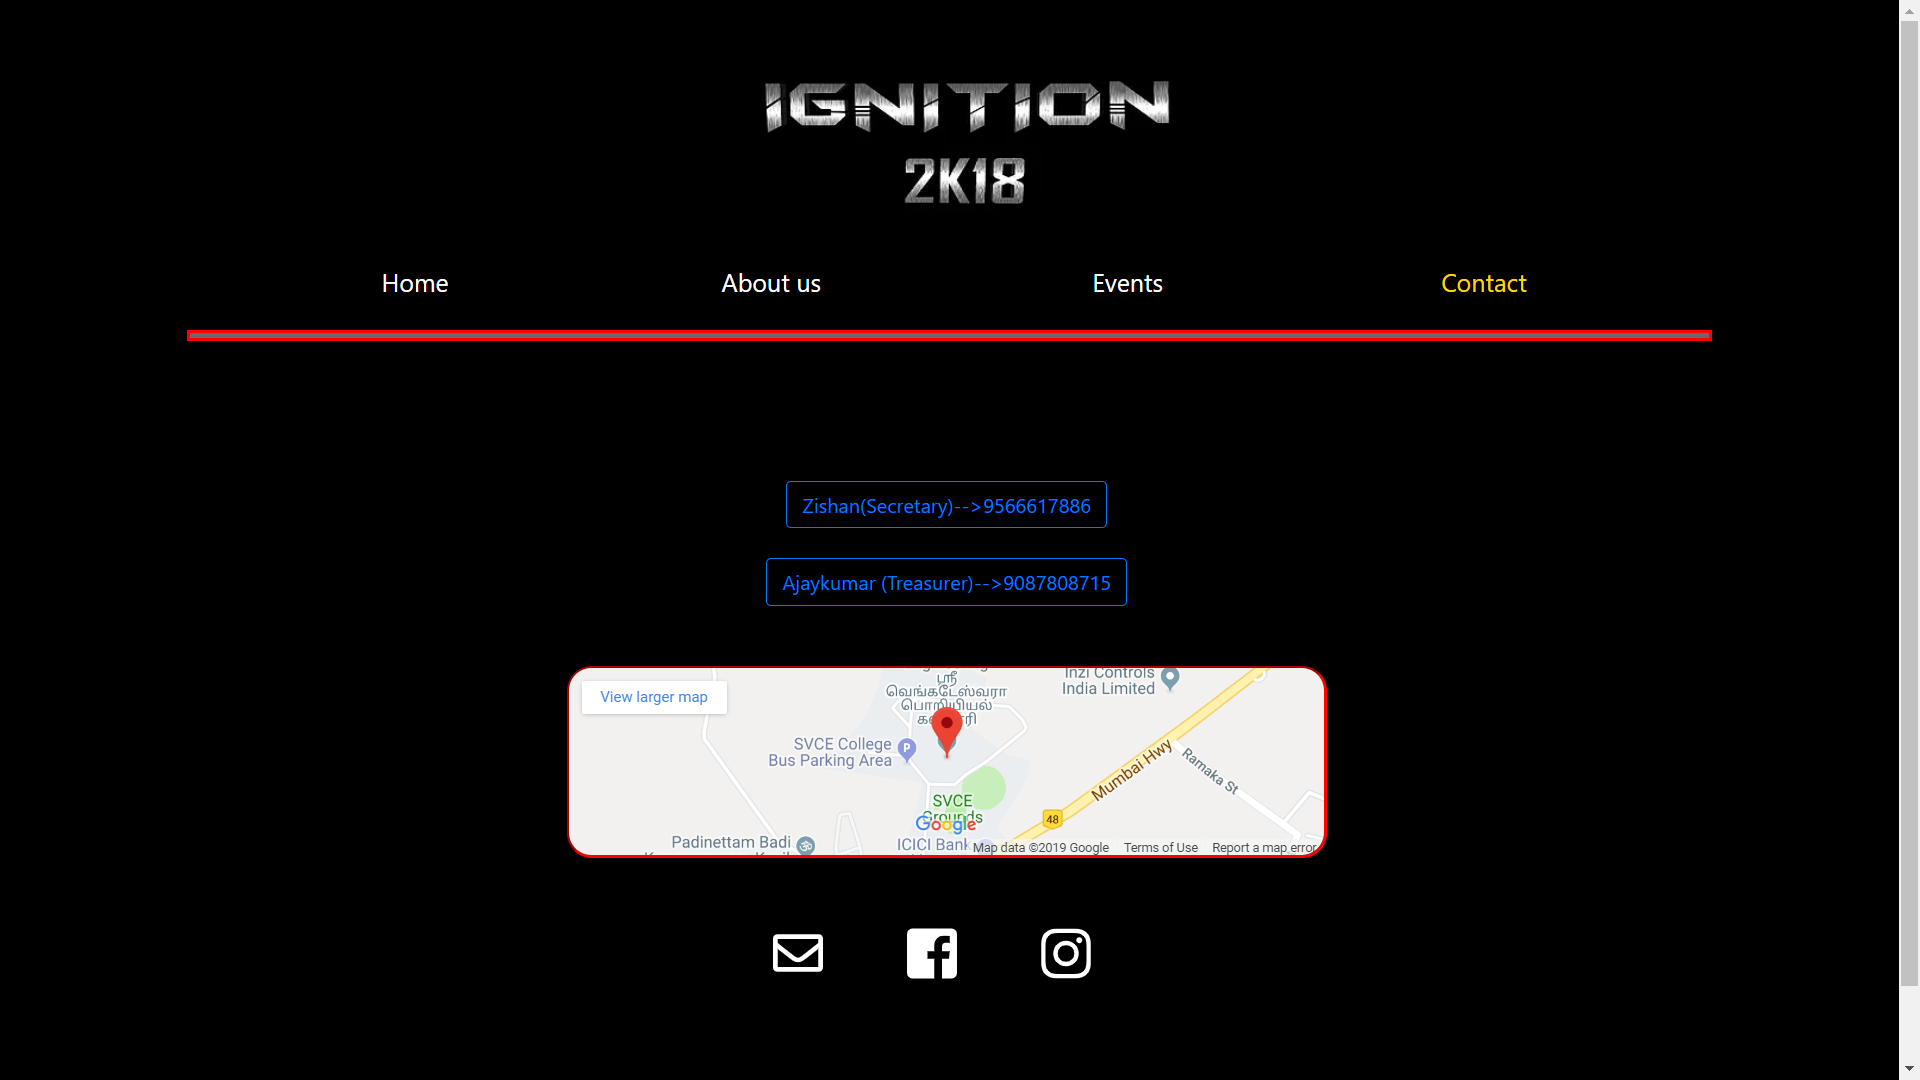 IGNITION
2K18
Home
About us
Events
Contact
Zishan(Secretary)-->9566617886
Ajaykumar (Treasurer)-->9087808715
View larger map
ஸ்ரீ
வெங்கடேஸ்வரா
பொறியியல்
Inzi Controls
India Limited
SVCE College
Bus Parking Area
P
Mumbai Hwy
Ramaka St
SVCE
Grounds
Google
48
Padinettam Badi
ICICI Bank
Map data ©2019 Google
Terms of Use
Report a map error